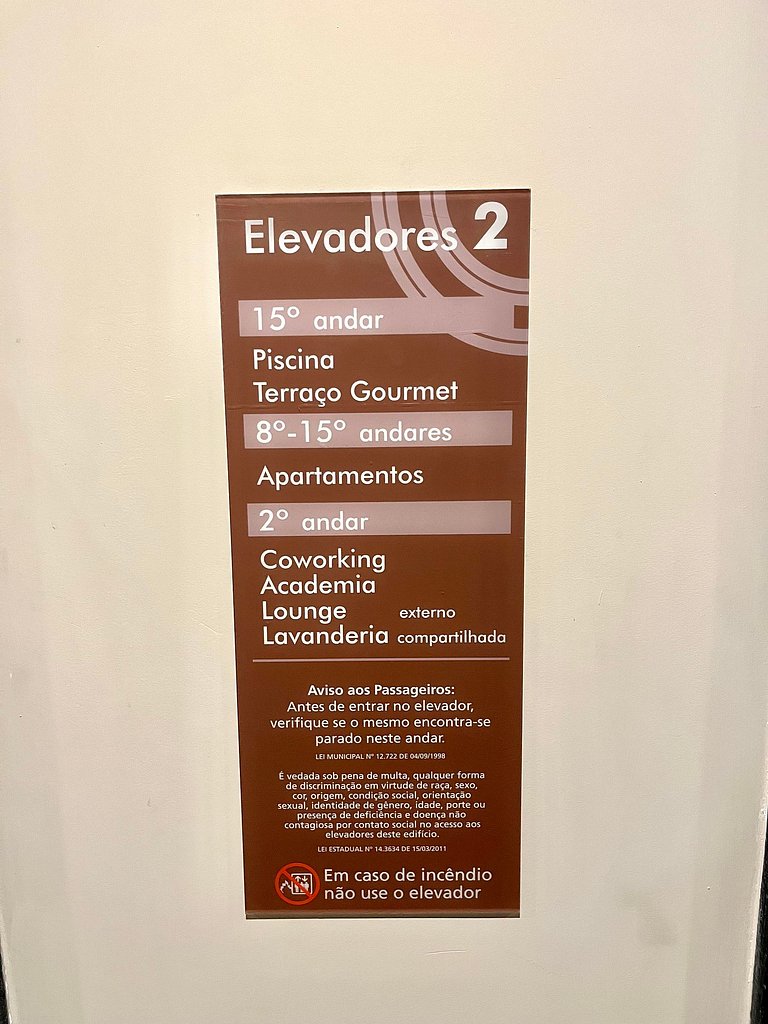 Elevadores 2
15º andar
Piscina
Terraço Gourmet
8º-15º andares
Apartamentos
2º andar
Coworking
Academia
Lounge externo
Lavanderia compartilhada
Aviso aos Passageiros:
Antes de entrar no elevador,
verifique se o mesmo encontra-se
parado neste andar.
LEI MUNICIPAL Nº 12.722 DE 04/09/1998
É vedada sob pena de multa, qualquer forma
de discriminação em virtude de raça, sexo,
cor, origem, condição social, orientação
sexual, identidade de gênero, idade, porte ou
presença de deficiência e doença não
contagiosa por contato social no acesso aos
elevadores deste edifício.
LEI ESTADUAL Nº 14.3634 DE 15/03/2011
Em caso de incêndio
não use o elevador